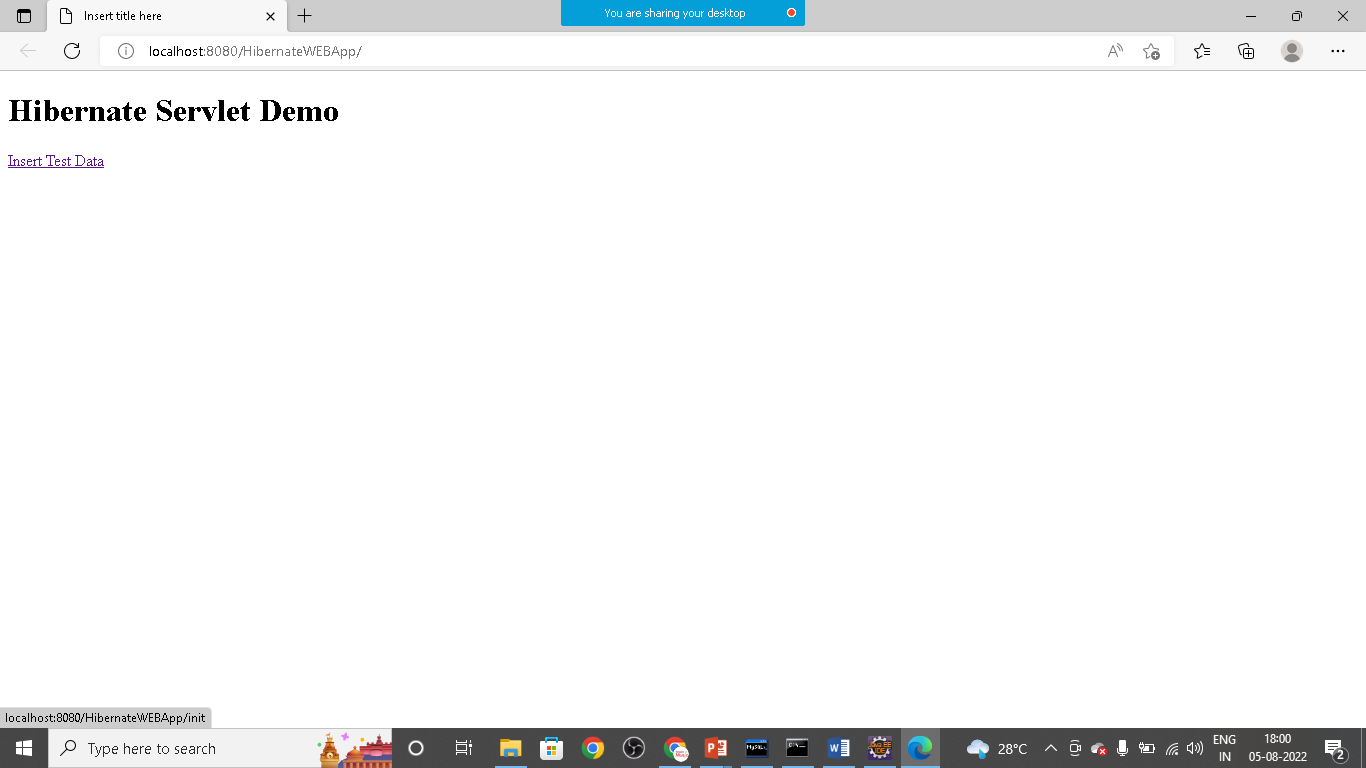 Insert title here
You are sharing your desktop
localhost:8080/HibernateWEBApp/
Hibernate Servlet Demo
Insert Test Data
localhost:8080/HibernateWEBApp/init
Type here to search
28°C
ENG
IN
18:00
05-08-2022
2